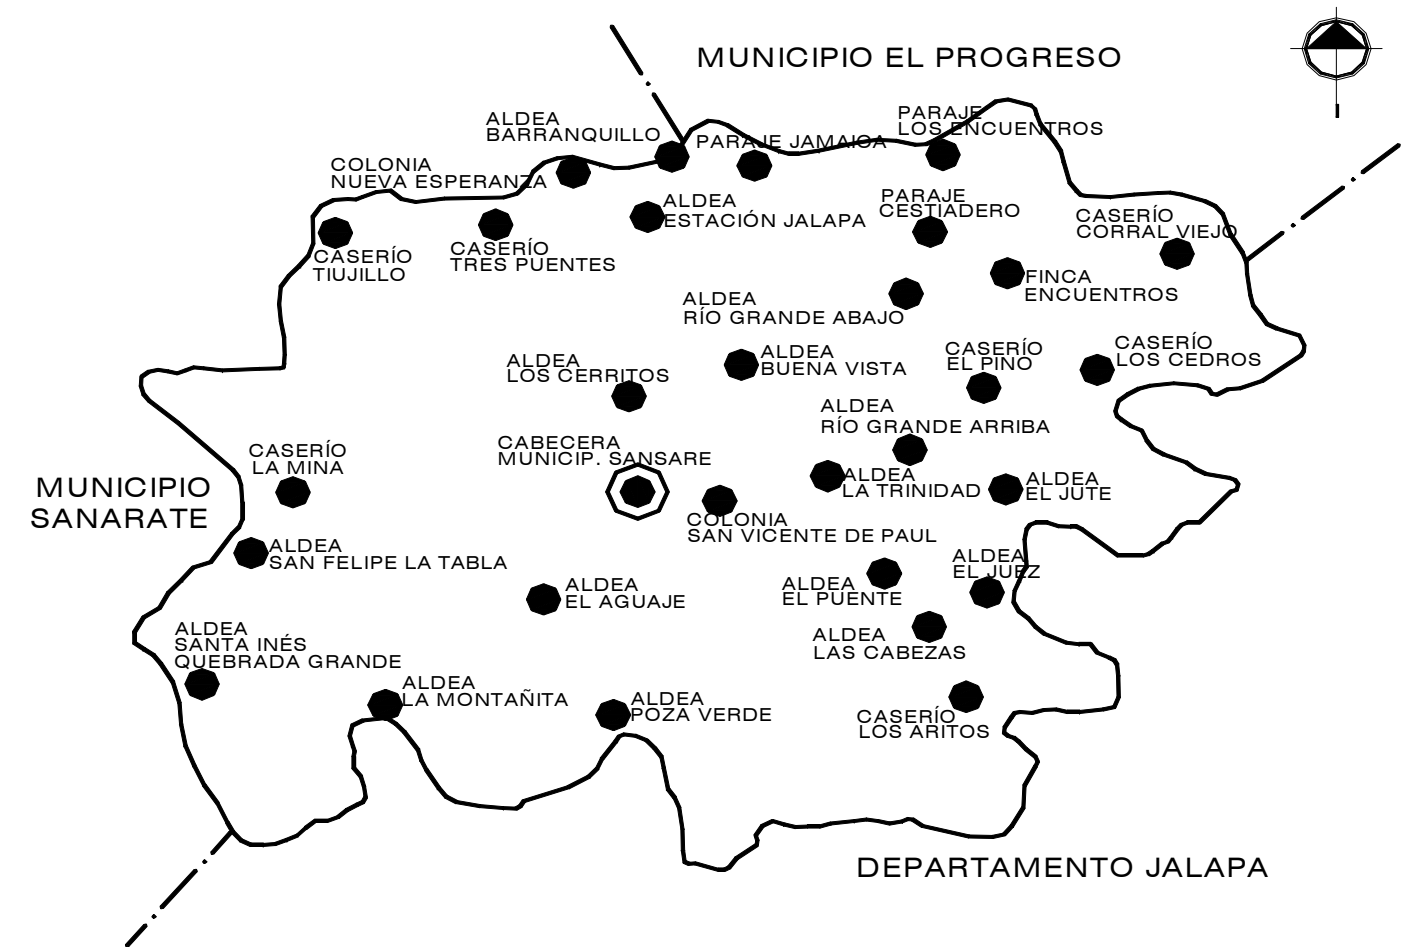 MUNICIPIO EL PROGRESO
ALDEA
BARRANQUILLO
PARAJE JAMAICA
PARAJE
LOS ENCUENTROS
COLONIA
NUEVA ESPERANZA
ALDEA
ESTACIÓN JALAPA
PARAJE
CESTIADERO
CASERÍO
CORRAL VIEJO
CASERÍO
TIUJILLO
CASERÍO
TRES PUENTES
FINCA
ENCUENTROS
ALDEA
RÍO GRANDE ABAJO
ALDEA
LOS CERRITOS
ALDEA
BUENA VISTA
CASERÍO
EL PINO
CASERÍO
LOS CEDROS
ALDEA
RÍO GRANDE ARRIBA
CASERÍO
LA MINA
CABECERA
MUNICIP. SANSARE
ALDEA
LA TRINIDAD
ALDEA
EL JUTE
MUNICIPIO
SANARATE
COLONIA
SAN VICENTE DE PAUL
ALDEA
SAN FELIPE LA TABLA
ALDEA
EL AGUAJE
ALDEA
EL PUENTE
ALDEA
EL JUEZ
ALDEA
SANTA INÉS
QUEBRADA GRANDE
ALDEA
LAS CABEZAS
ALDEA
LA MONTAÑITA
ALDEA
POZA VERDE
CASERÍO
LOS ARITOS
DEPARTAMENTO JALAPA